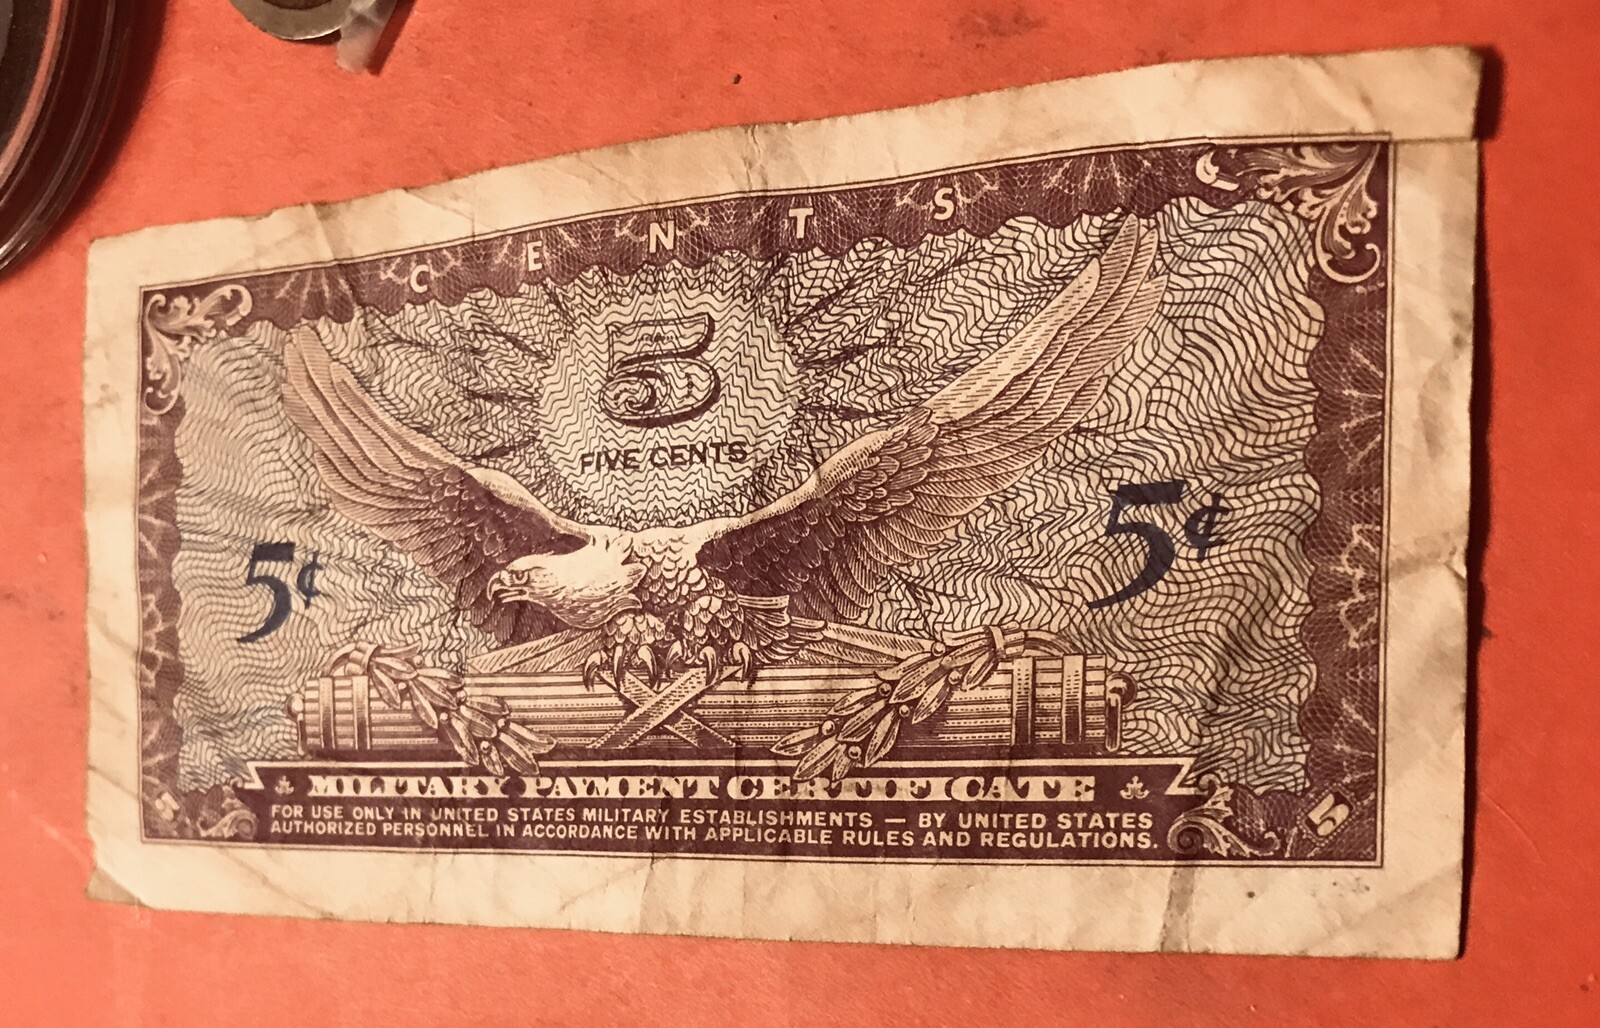 CENTS
5
FIVE CENTS
5¢
5¢
MILITARY PAYMENT CERTIFICATE
FOR USE ONLY IN UNITED STATES MILITARY ESTABLISHMENTS — BY UNITED STATES
AUTHORIZED PERSONNEL IN ACCORDANCE WITH APPLICABLE RULES AND REGULATIONS.
5
5